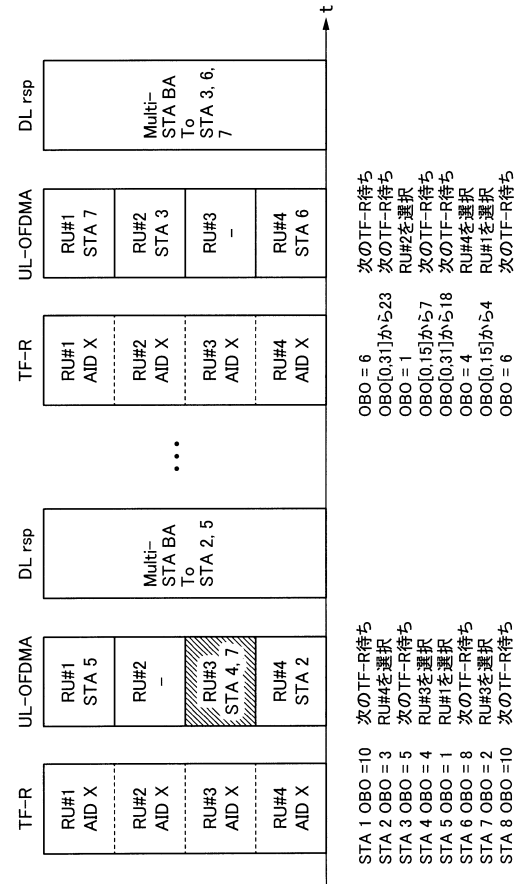 TF-R
UL-OFDMA
DL rsp
TF-R
UL-OFDMA
DL rsp
RU#1
AID X
RU#2
AID X
RU#3
AID X
RU#4
AID X
RU#1
STA 5
RU#2
–
RU#3
STA 4, 7
RU#4
STA 2
Multi-
STA BA
To
STA 2, 5
...
RU#1
AID X
RU#2
AID X
RU#3
AID X
RU#4
AID X
RU#1
STA 7
RU#2
STA 3
RU#3
–
RU#4
STA 6
Multi-
STA BA
To
STA 3, 6,
7
t
STA 1 OBO =10 次のTF-R待ち OBO = 6 次のTF-R待ち
STA 2 OBO = 3 RU#4を選択 OBO[0,31]から23 次のTF-R待ち
STA 3 OBO = 5 次のTF-R待ち OBO = 1 RU#2を選択
STA 4 OBO = 4 RU#3を選択 OBO[0,15]から7 次のTF-R待ち
STA 5 OBO = 1 RU#1を選択 OBO[0,31]から18 次のTF-R待ち
STA 6 OBO = 8 次のTF-R待ち OBO = 4 RU#4を選択
STA 7 OBO = 2 RU#3を選択 OBO[0,15]から4 RU#1を選択
STA 8 OBO =10 次のTF-R待ち OBO = 6 次のTF-R待ち